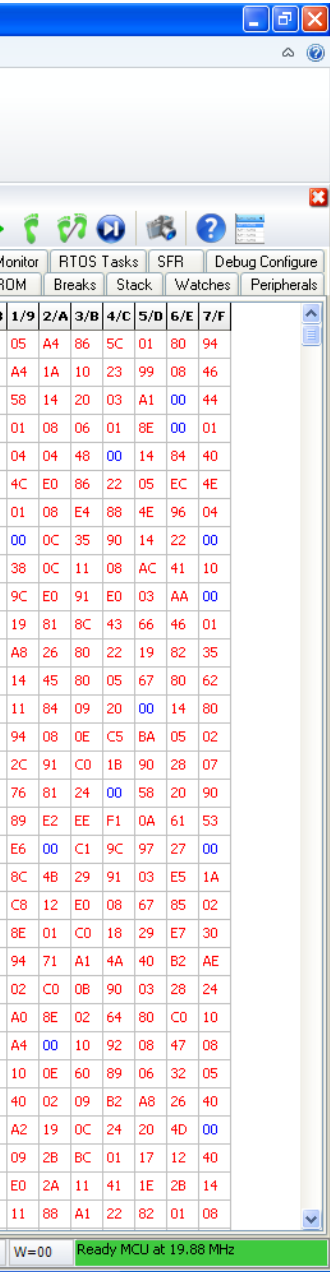 Monitor RTOS Tasks SFR Debug Configure
ROM Breaks Stack Watches Peripherals
1/9 2/A 3/B 4/C 5/D 6/E 7/F
05 A4 86 5C 01 80 94
A4 1A 10 23 99 08 46
58 14 20 03 A1 00 44
01 08 06 01 8E 00 01
04 04 48 00 14 84 40
4C E0 86 22 05 EC 4E
01 08 E4 88 4E 96 04
00 0C 35 90 14 22 00
38 0C 11 08 AC 41 10
9C E0 91 E0 03 AA 00
19 81 8C 43 66 46 01
A8 26 80 22 19 82 35
14 45 80 05 67 80 62
11 84 09 20 00 14 80
94 08 0E C5 BA 05 02
2C 91 C0 1B 90 28 07
76 81 24 00 58 20 90
89 E2 EE F1 0A 61 53
E6 00 C1 9C 97 27 00
8C 4B 29 91 03 E5 1A
C8 12 E0 08 67 85 02
8E 01 C0 18 29 E7 30
94 71 A1 4A 40 B2 AE
02 C0 0B 90 03 28 24
A0 8E 02 64 80 C0 10
A4 00 10 92 08 47 08
10 0E 60 89 06 32 05
40 02 09 B2 A8 26 40
A2 19 0C 24 20 4D 00
09 2B BC 01 17 12 40
E0 2A 11 41 1E 2B 14
11 88 A1 22 82 01 08
W=00 Ready MCU at 19.88 MHz